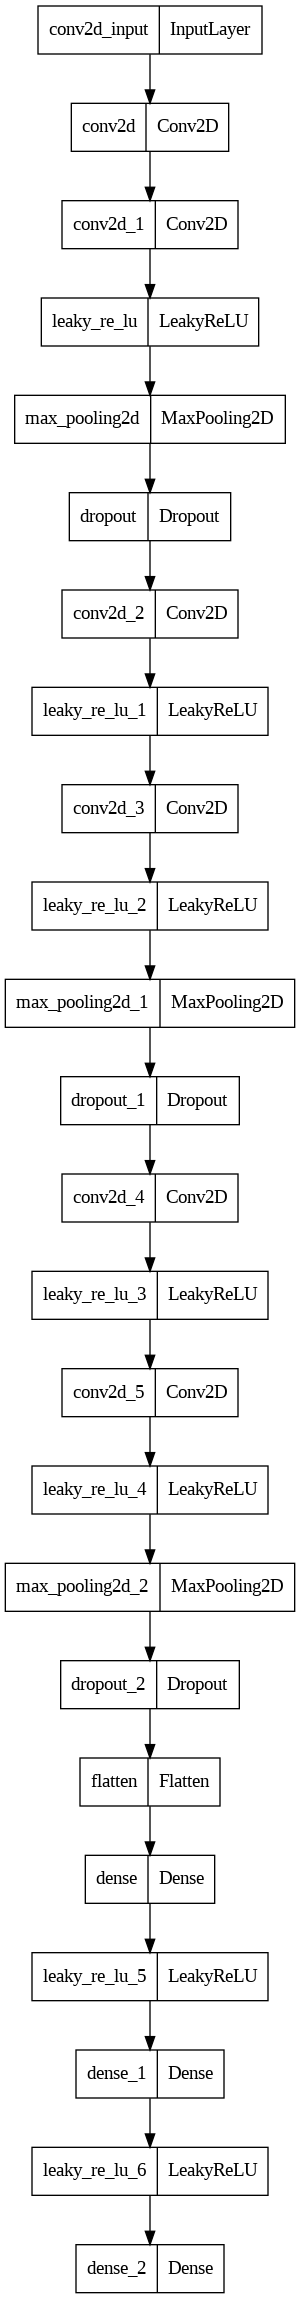 conv2d_input InputLayer
conv2d Conv2D
conv2d_1 Conv2D
leaky_re_lu LeakyReLU
max_pooling2d MaxPooling2D
dropout Dropout
conv2d_2 Conv2D
leaky_re_lu_1 LeakyReLU
conv2d_3 Conv2D
leaky_re_lu_2 LeakyReLU
max_pooling2d_1 MaxPooling2D
dropout_1 Dropout
conv2d_4 Conv2D
leaky_re_lu_3 LeakyReLU
conv2d_5 Conv2D
leaky_re_lu_4 LeakyReLU
max_pooling2d_2 MaxPooling2D
dropout_2 Dropout
flatten Flatten
dense Dense
leaky_re_lu_5 LeakyReLU
dense_1 Dense
leaky_re_lu_6 LeakyReLU
dense_2 Dense